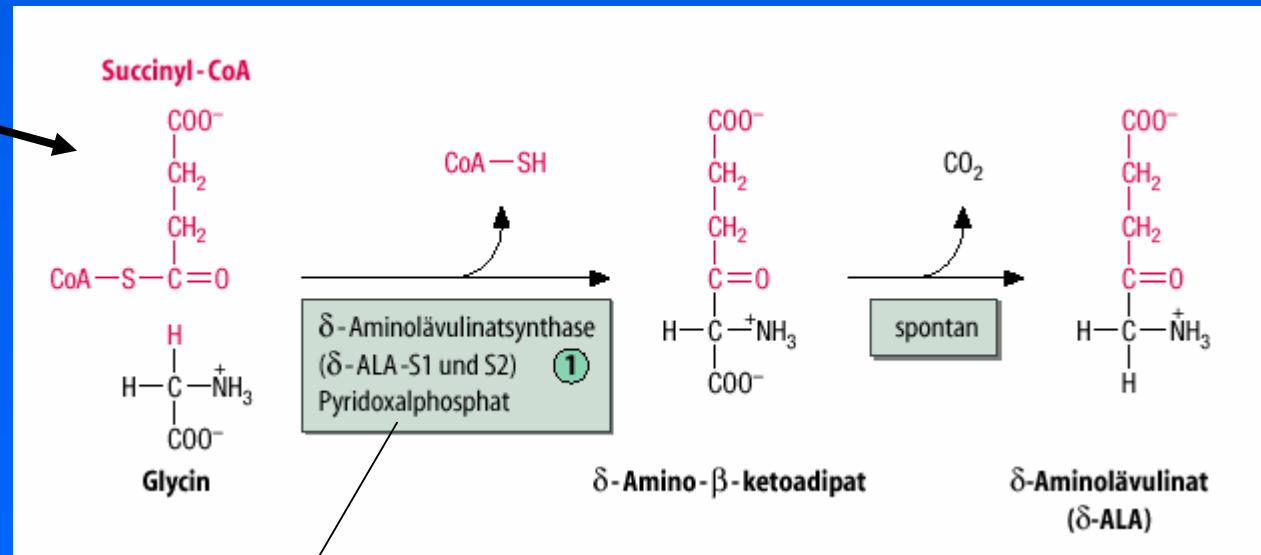 Succinyl-CoA
COO⁻
CH₂
CH₂
CoA—S—C=O
H
H—C—⁺NH₃
COO⁻
Glycin
CoA—SH
δ-Aminolävulinatsynthase
(δ-ALA-S1 und S2) 1
Pyridoxalphosphat
COO⁻
CH₂
CH₂
C=O
H—C—⁺NH₃
COO⁻
δ-Amino-β-ketoadipat
CO₂
spontan
COO⁻
CH₂
CH₂
C=O
H—C—⁺NH₃
H
δ-Aminolävulinat
(δ-ALA)